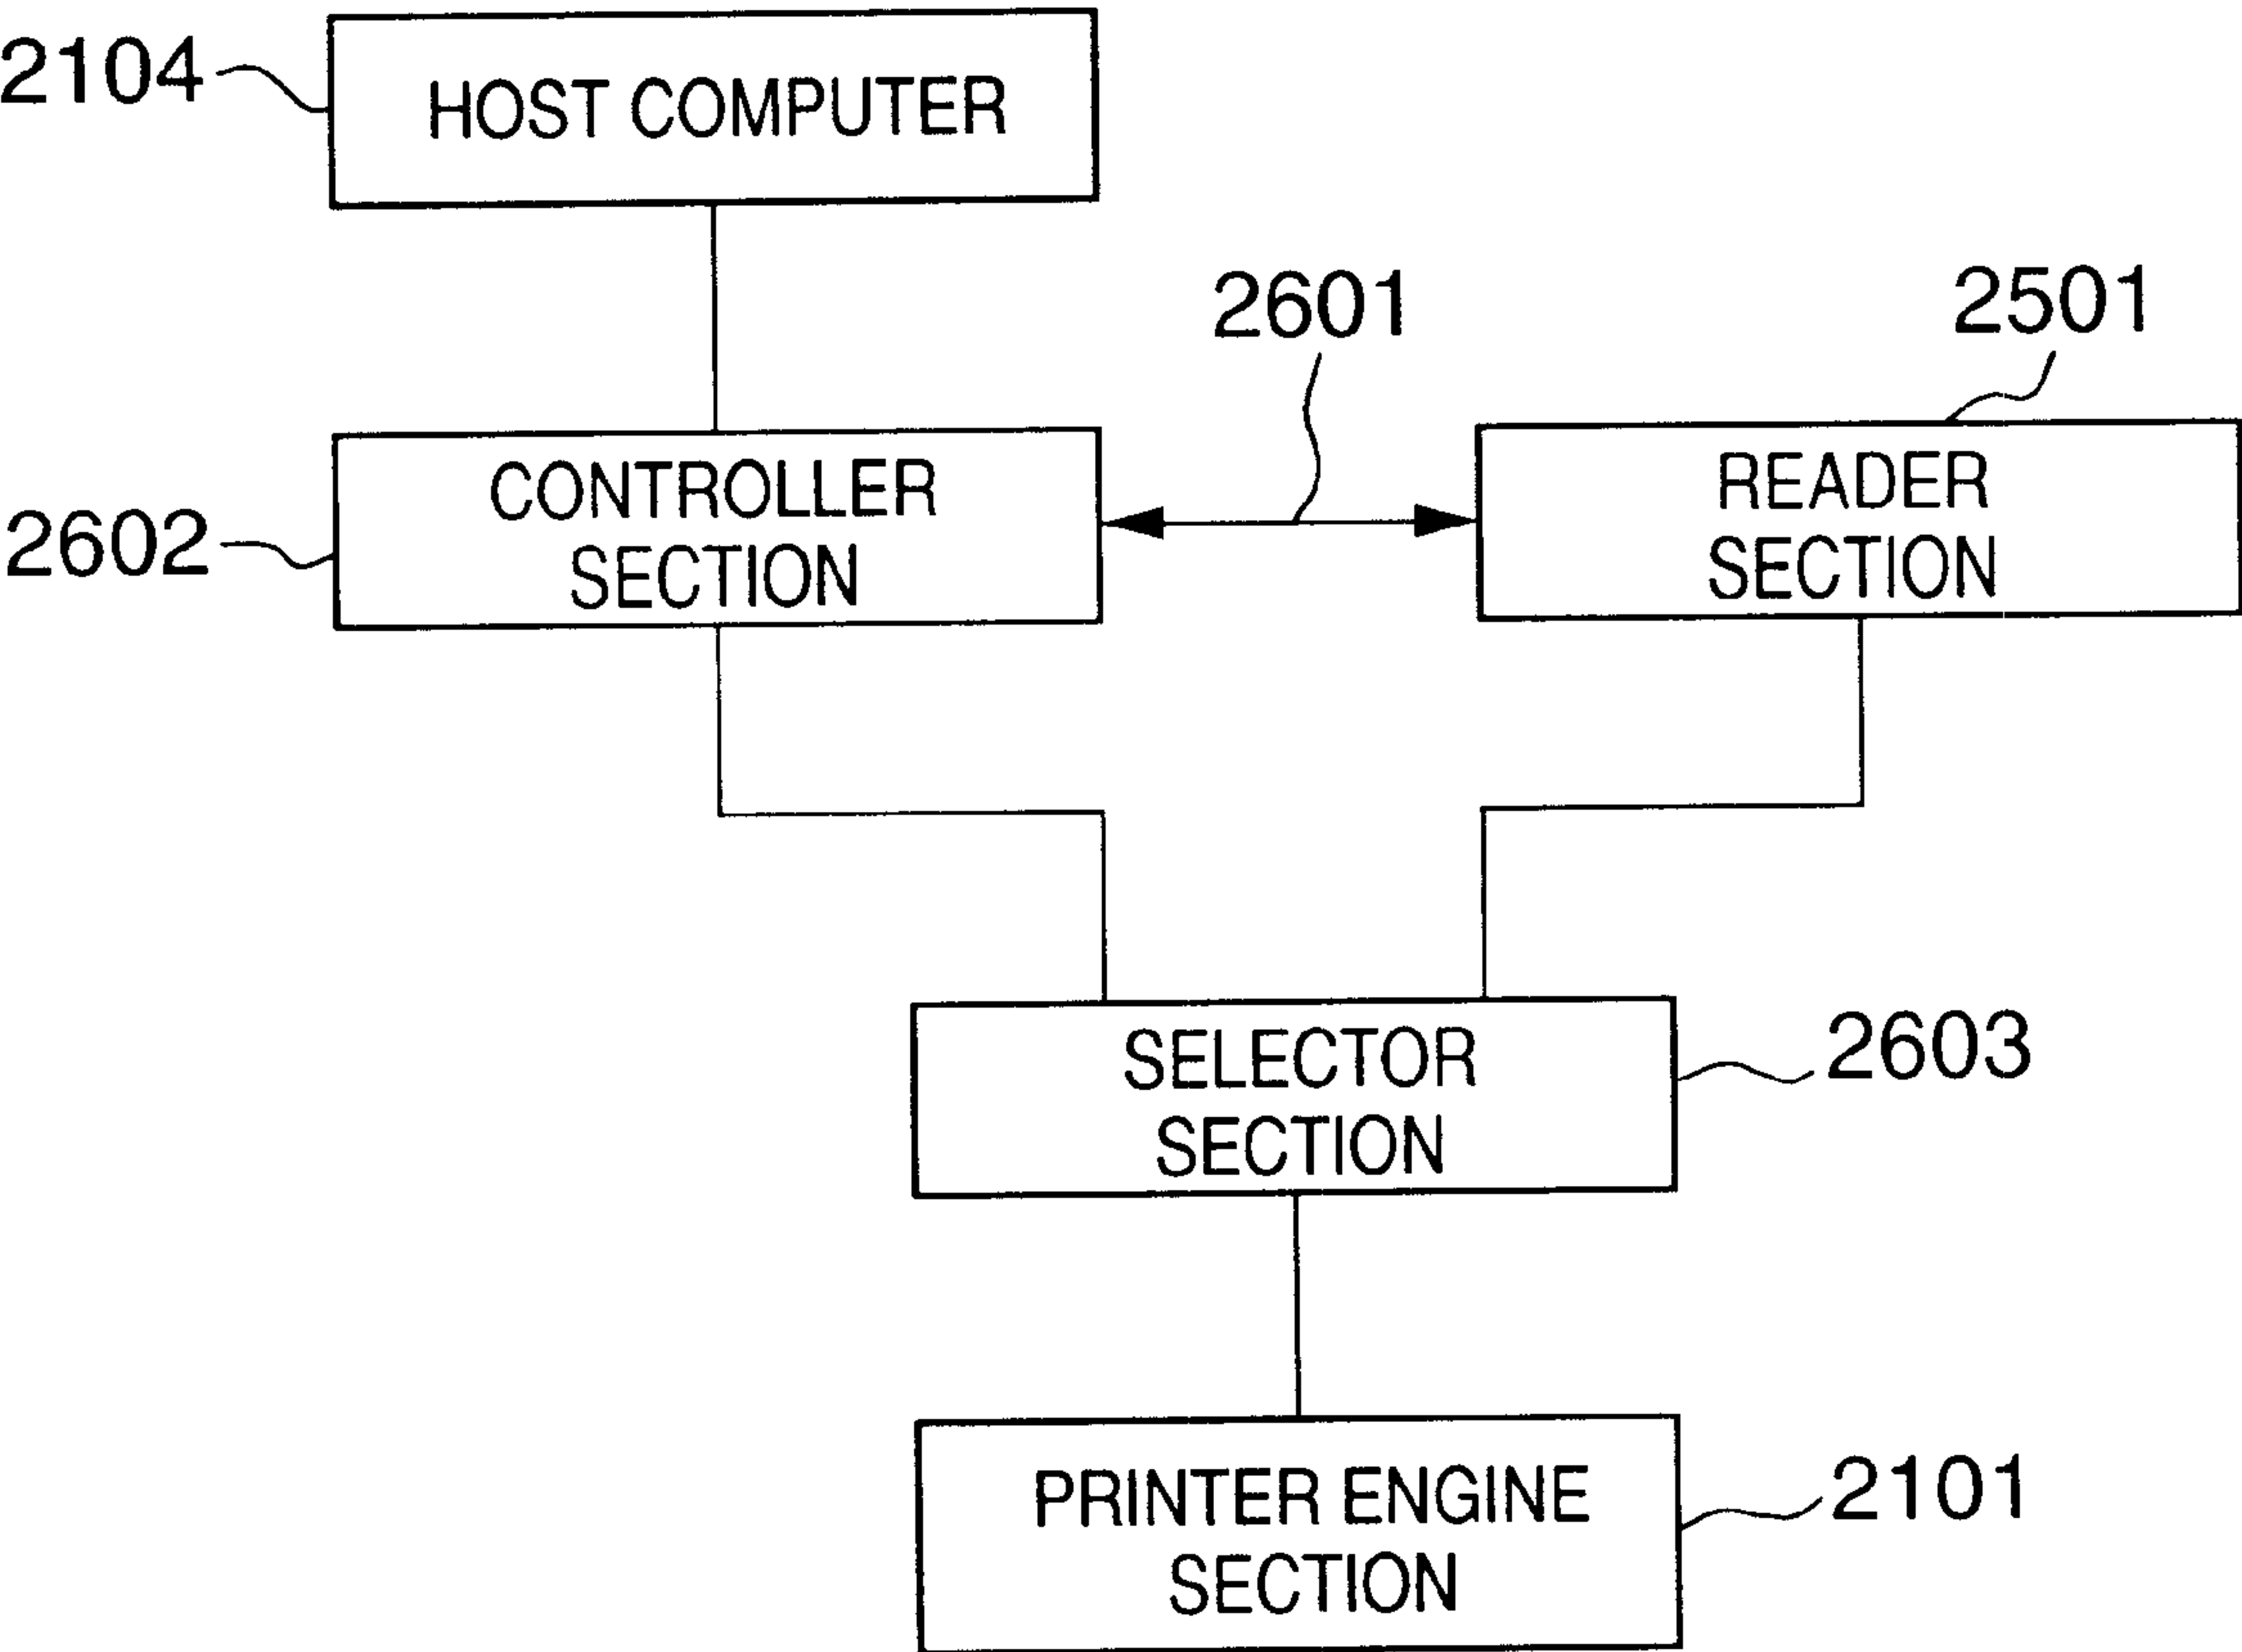 2104
HOST COMPUTER
2601
2501
CONTROLLER
SECTION
READER
SECTION
2602
SELECTOR
SECTION
2603
PRINTER ENGINE
SECTION
2101